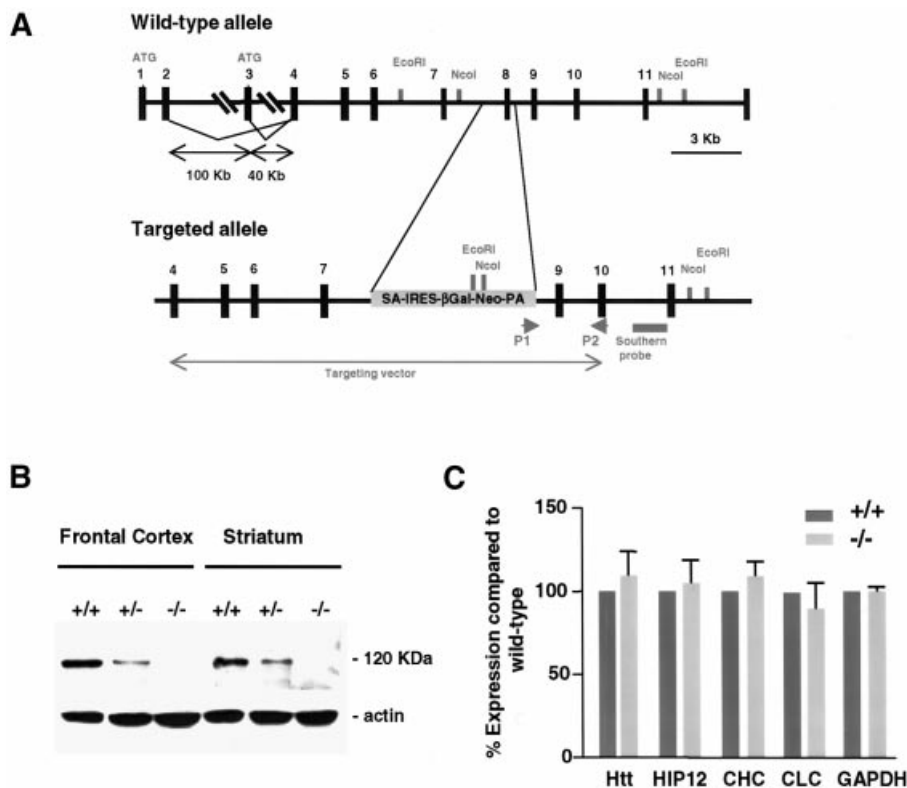 A
Wild-type allele
ATG ATG
1 2 3 4 5 6 EcoRI 7 NcoI 8 9 10 11 NcoI EcoRI
100 Kb 40 Kb
3 Kb
Targeted allele
4 5 6 7 EcoRI NcoI 9 10 11 NcoI EcoRI
SA-IRES-βGal-Neo-PA
P1 P2 Southern probe
Targeting vector
B
Frontal Cortex Striatum
+/+ +/- -/- +/+ +/- -/-
- 120 KDa
- actin
C
% Expression compared to wild-type
150
100
50
0
+/+
-/-
Htt HIP12 CHC CLC GAPDH